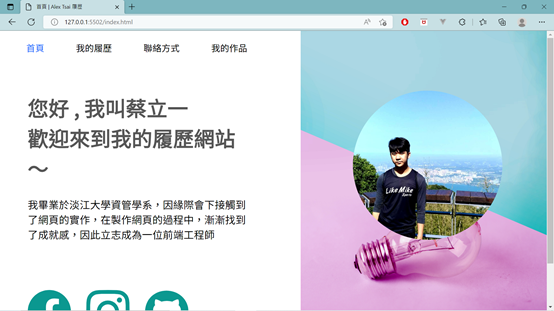 首頁 | Alex Tsai 履歷
127.0.0.1:5502/index.html
首頁 我的履歷 聯絡方式 我的作品
您好 , 我叫蔡立一
歡迎來到我的履歷網站
～
我畢業於淡江大學資管學系，因緣際會下接觸到
了網頁的實作，在製作網頁的過程中，漸漸找到
了成就感，因此立志成為一位前端工程師
Like Mike